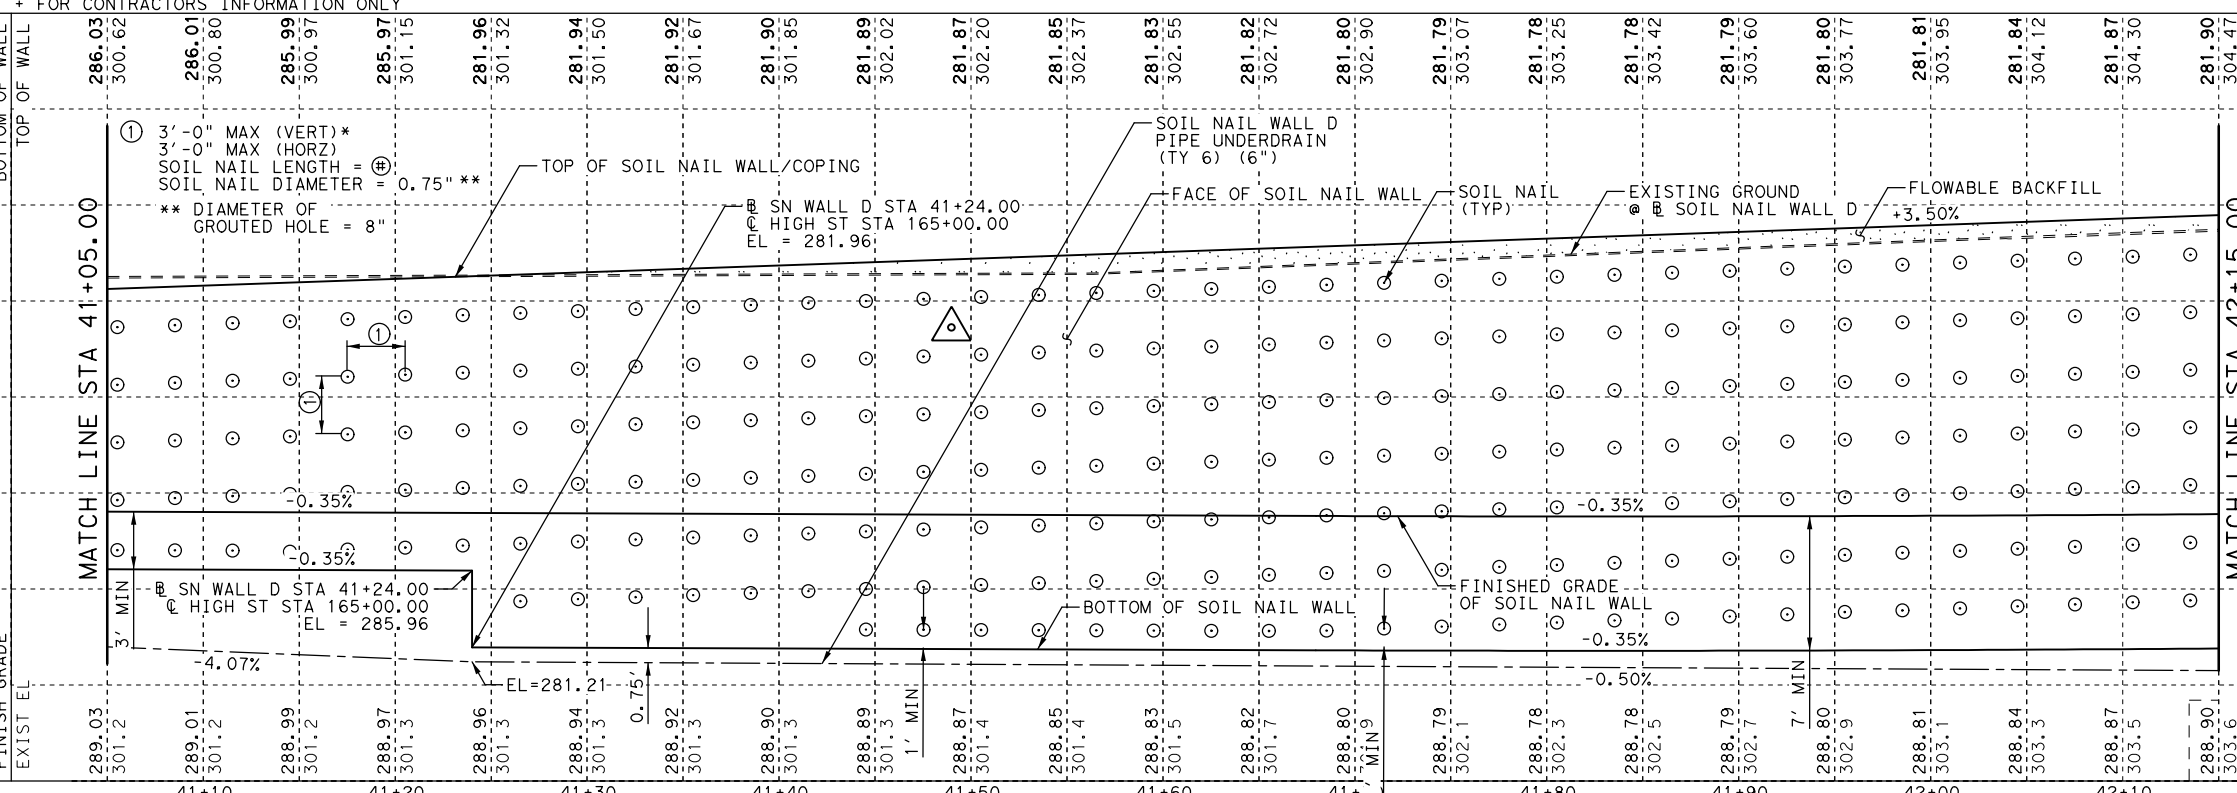 + FOR CONTRACTORS INFORMATION ONLY
BOTTOM OF WALL
TOP OF WALL
286.03 286.01 285.99 285.97 281.96 281.94 281.92 281.90 281.89 281.87 281.85 281.83 281.82 281.80 281.79 281.78 281.78 281.79 281.80 281.81 281.84 281.87 281.90
300.62 300.80 300.97 301.15 301.32 301.50 301.67 301.85 302.02 302.20 302.37 302.55 302.72 302.90 303.07 303.25 303.42 303.60 303.77 303.95 304.12 304.30 304.47
① 3'-0" MAX (VERT)*
3'-0" MAX (HORZ)
SOIL NAIL LENGTH = #
SOIL NAIL DIAMETER = 0.75" **
** DIAMETER OF
GROUTED HOLE = 8"
TOP OF SOIL NAIL WALL/COPING
SOIL NAIL WALL D
PIPE UNDERDRAIN
(TY 6) (6")
FACE OF SOIL NAIL WALL
SOIL NAIL
(TYP)
EXISTING GROUND
@ BL SOIL NAIL WALL D
FLOWABLE BACKFILL
+3.50%
BL SN WALL D STA 41+24.00
CL HIGH ST STA 165+00.00
EL = 281.96
MATCH LINE STA 41+05.00
MATCH LINE STA 42+15.00
①
①
-0.35%
-0.35%
-0.35%
BL SN WALL D STA 41+24.00
CL HIGH ST STA 165+00.00
EL = 285.96
3' MIN
BOTTOM OF SOIL NAIL WALL
FINISHED GRADE
OF SOIL NAIL WALL
-0.35%
-4.07%
EL=281.21
0.75'
1' MIN
' MIN
7' MIN
-0.50%
FINISH GRADE
EXIST EL
289.03 289.01 288.99 288.97 288.96 288.94 288.92 288.90 288.89 288.87 288.85 288.83 288.82 288.80 288.79 288.78 288.78 288.79 288.80 288.81 288.84 288.87 288.90
301.2 301.2 301.2 301.3 301.3 301.3 301.3 301.3 301.3 301.4 301.4 301.5 301.7 302.1 302.3 302.5 302.7 302.9 303.1 303.3 303.5 303.6
41+10 41+20 41+30 41+40 41+50 41+60 41+80 41+90 42+00 42+10